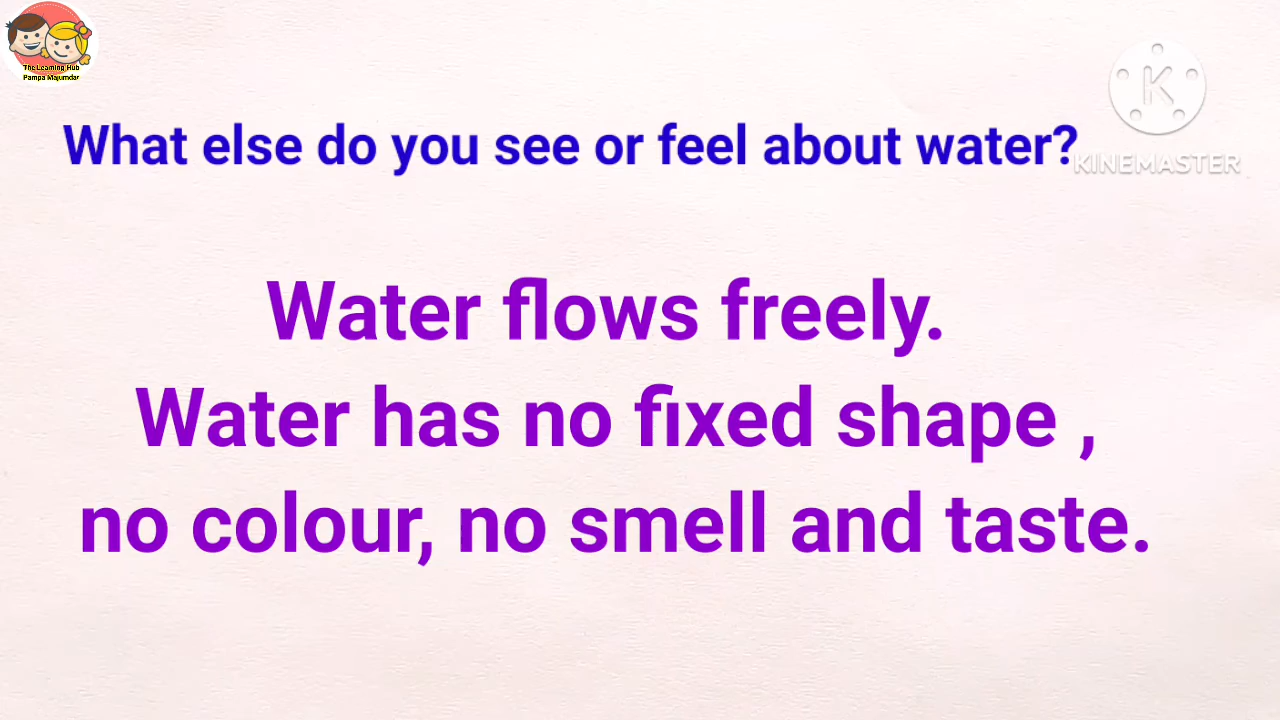 The Learning Hub
Pampa Majumdar
K
KINEMASTER
What else do you see or feel about water?
Water flows freely.
Water has no fixed shape ,
no colour, no smell and taste.